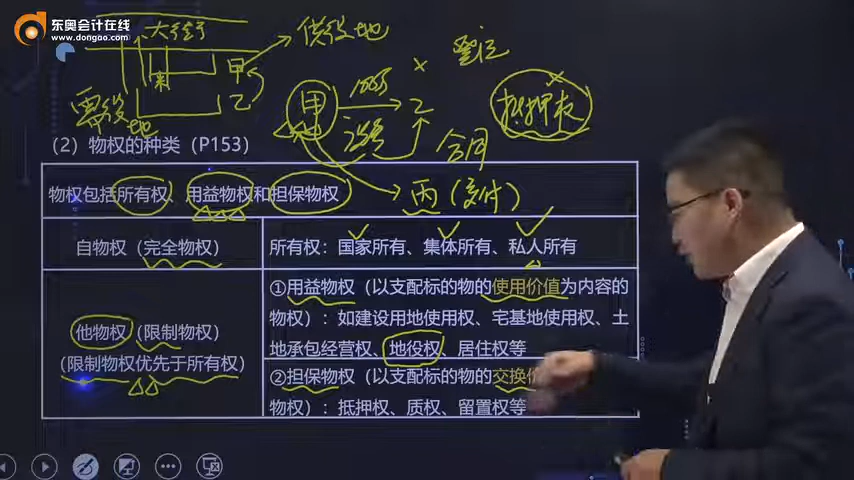 东奥会计在线
www.dongao.com
大街
供役地
登记
甲
乙
需役地
甲
乙
抵押权
合同
丙（交付）
（2）物权的种类（P153）
物权包括所有权、用益物权和担保物权
自物权（完全物权）
所有权：国家所有、集体所有、私人所有
他物权（限制物权）
（限制物权优先于所有权）
①用益物权（以支配标的物的使用价值为内容的
物权）：如建设用地使用权、宅基地使用权、土
地承包经营权、地役权、居住权等
②担保物权（以支配标的物的交换
物权）：抵押权、质权、留置权等